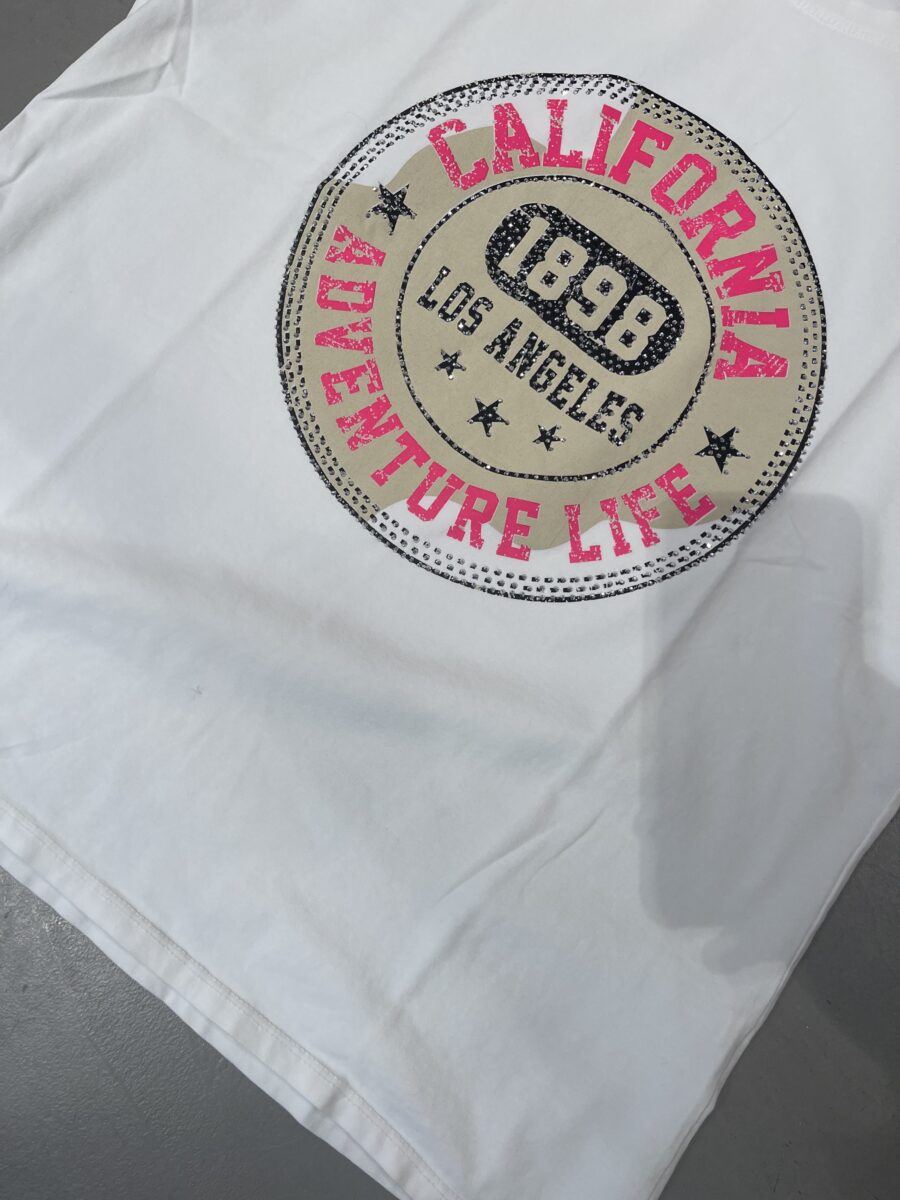 CALIFORNIA
1898
LOS ANGELES
ADVENTURE LIFE